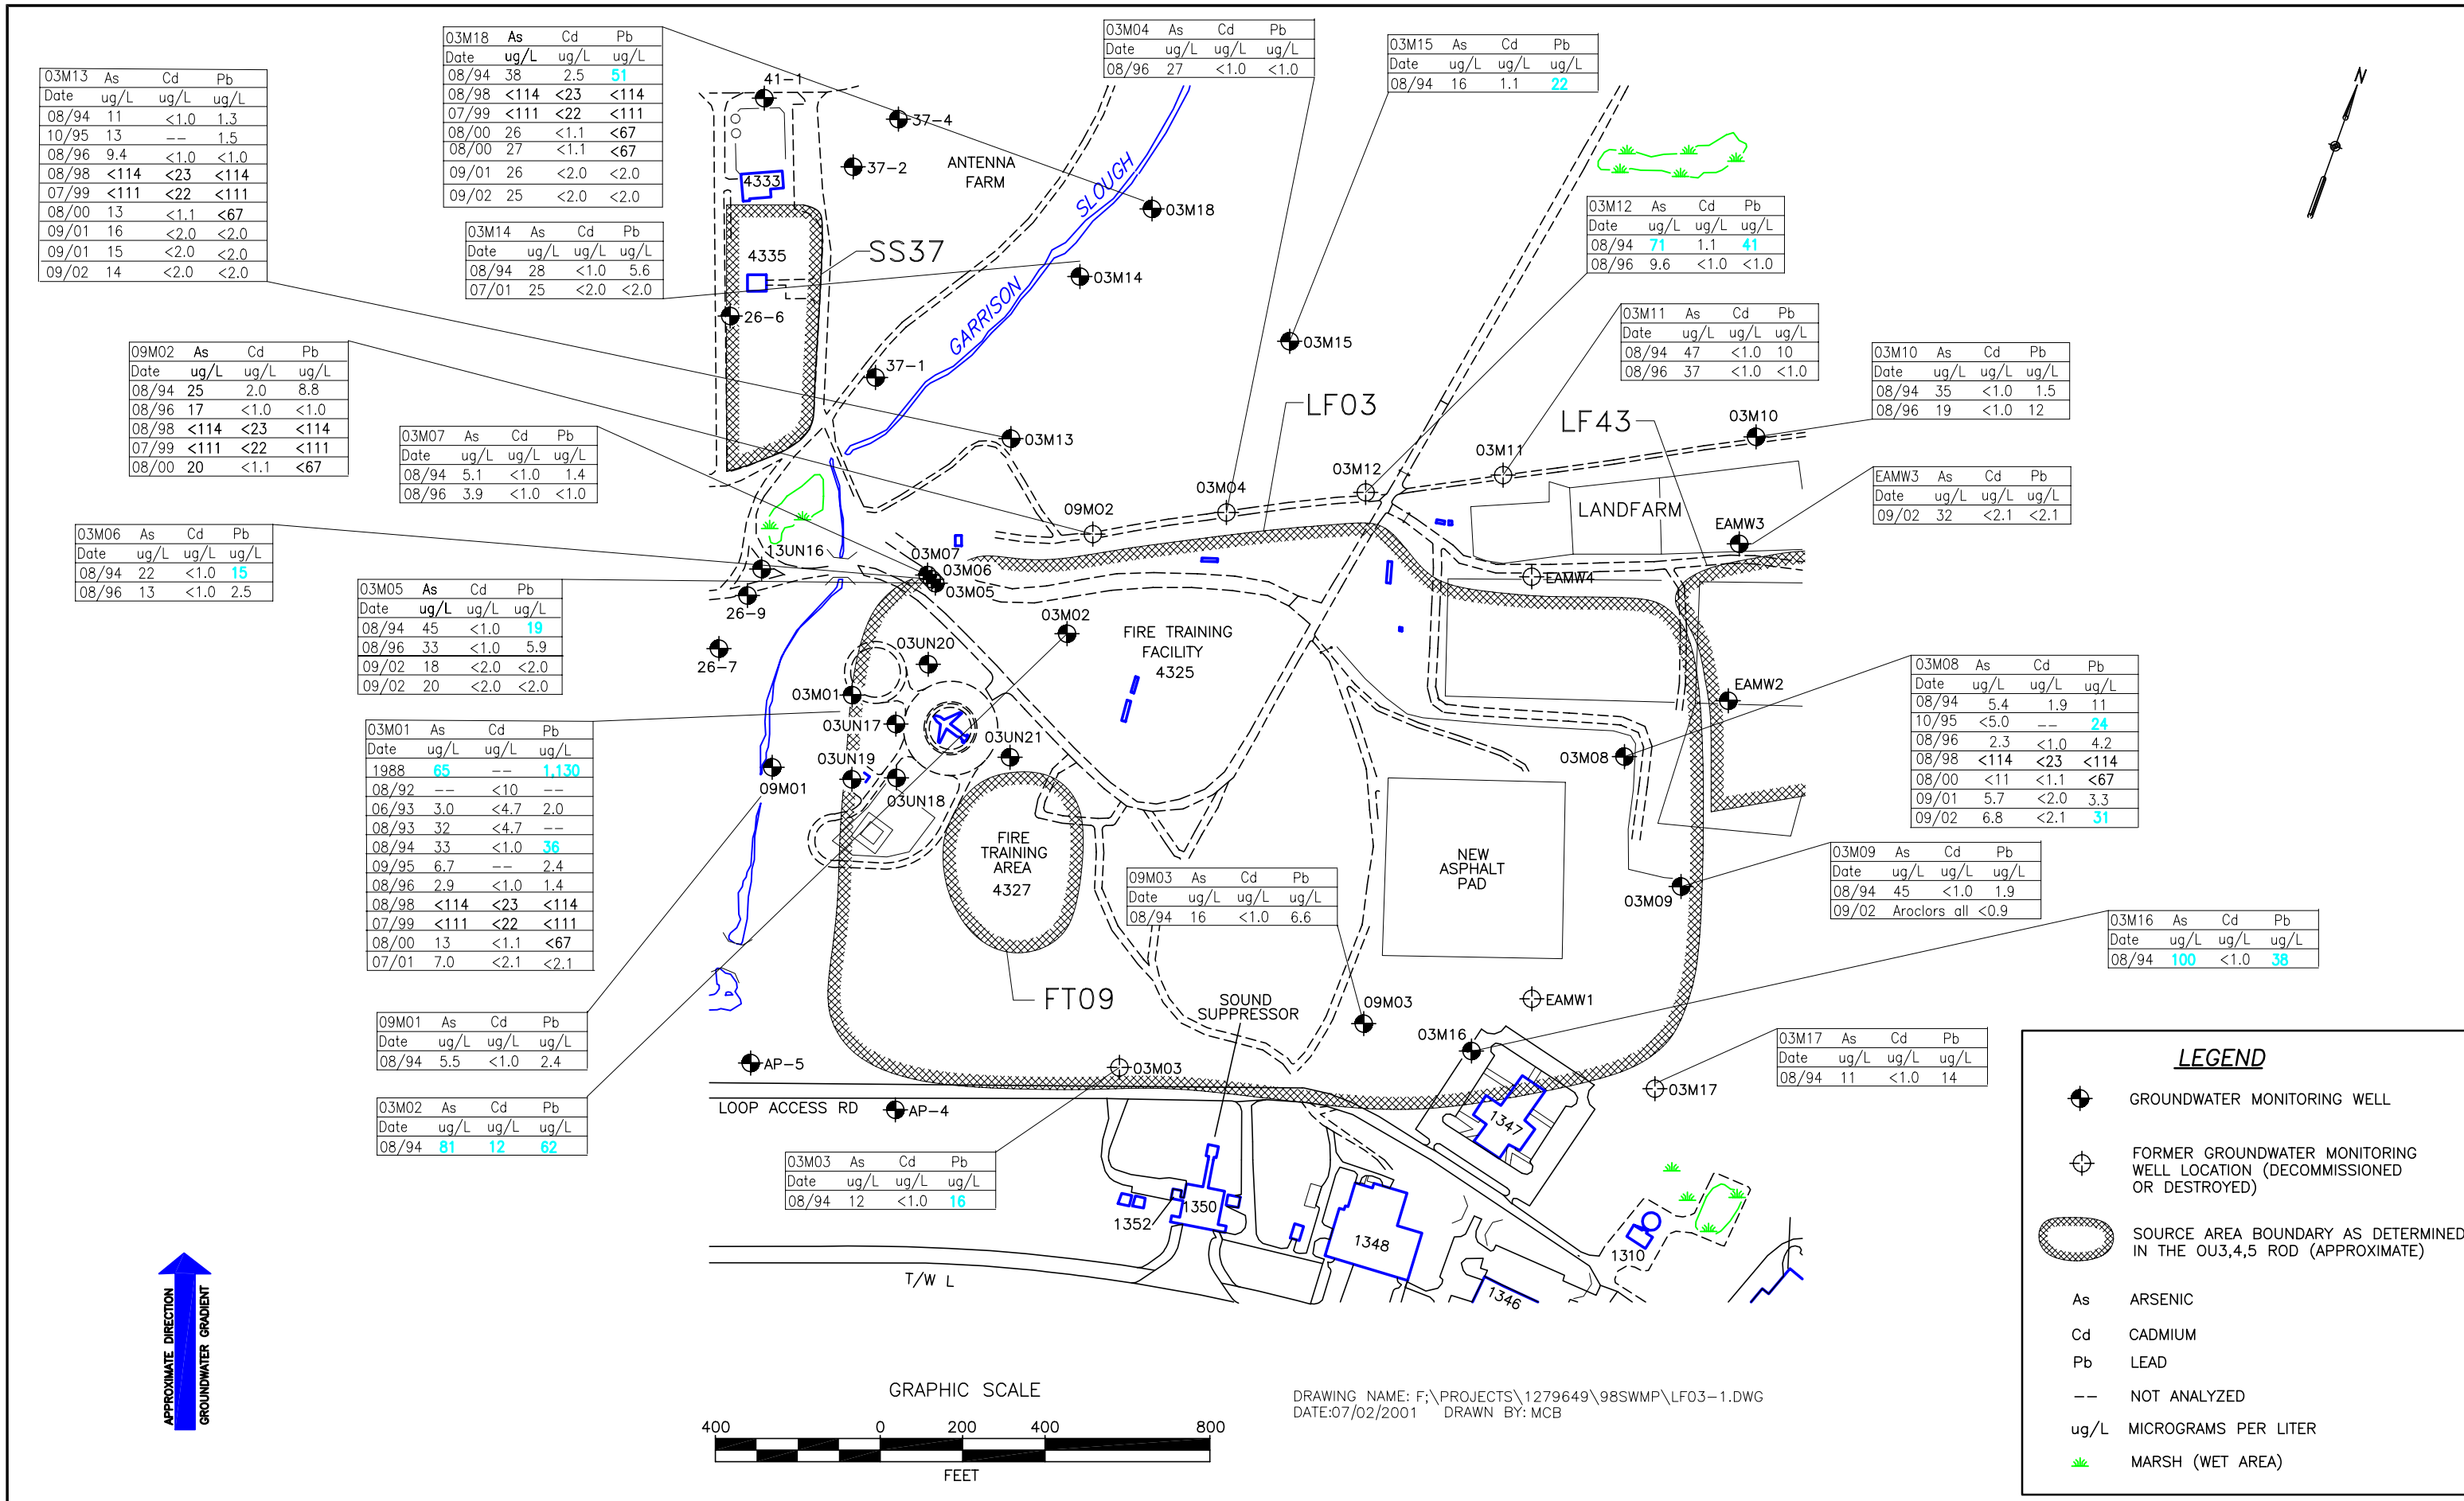 03M13 As Cd Pb
Date ug/L ug/L ug/L
08/94 11 <1.0 1.3
10/95 13 -- 1.5
08/96 9.4 <1.0 <1.0
08/98 <114 <23 <114
07/99 <111 <22 <111
08/00 13 <1.1 <67
09/01 16 <2.0 <2.0
09/01 15 <2.0 <2.0
09/02 14 <2.0 <2.0
03M18 As Cd Pb
Date ug/L ug/L ug/L
08/94 38 2.5 51
08/98 <114 <23 <114
07/99 <111 <22 <111
08/00 26 <1.1 <67
08/00 27 <1.1 <67
09/01 26 <2.0 <2.0
09/02 25 <2.0 <2.0
03M14 As Cd Pb
Date ug/L ug/L ug/L
08/94 28 <1.0 5.6
07/01 25 <2.0 <2.0
03M04 As Cd Pb
Date ug/L ug/L ug/L
08/96 27 <1.0 <1.0
03M15 As Cd Pb
Date ug/L ug/L ug/L
08/94 16 1.1 22
03M12 As Cd Pb
Date ug/L ug/L ug/L
08/94 71 1.1 41
08/96 9.6 <1.0 <1.0
03M11 As Cd Pb
Date ug/L ug/L ug/L
08/94 47 <1.0 10
08/96 37 <1.0 <1.0
03M10 As Cd Pb
Date ug/L ug/L ug/L
08/94 35 <1.0 1.5
08/96 19 <1.0 12
EAMW3 As Cd Pb
Date ug/L ug/L ug/L
09/02 32 <2.1 <2.1
09M02 As Cd Pb
Date ug/L ug/L ug/L
08/94 25 2.0 8.8
08/96 17 <1.0 <1.0
08/98 <114 <23 <114
07/99 <111 <22 <111
08/00 20 <1.1 <67
03M07 As Cd Pb
Date ug/L ug/L ug/L
08/94 5.1 <1.0 1.4
08/96 3.9 <1.0 <1.0
03M06 As Cd Pb
Date ug/L ug/L ug/L
08/94 22 <1.0 15
08/96 13 <1.0 2.5
03M05 As Cd Pb
Date ug/L ug/L ug/L
08/94 45 <1.0 19
08/96 33 <1.0 5.9
09/02 18 <2.0 <2.0
09/02 20 <2.0 <2.0
03M01 As Cd Pb
Date ug/L ug/L ug/L
1988 65 -- 1,130
08/92 -- <10 --
06/93 3.0 <4.7 2.0
08/93 32 <4.7 --
08/94 33 <1.0 36
09/95 6.7 -- 2.4
08/96 2.9 <1.0 1.4
08/98 <114 <23 <114
07/99 <111 <22 <111
08/00 13 <1.1 <67
07/01 7.0 <2.1 <2.1
09M01 As Cd Pb
Date ug/L ug/L ug/L
08/94 5.5 <1.0 2.4
03M02 As Cd Pb
Date ug/L ug/L ug/L
08/94 81 12 62
03M03 As Cd Pb
Date ug/L ug/L ug/L
08/94 12 <1.0 16
09M03 As Cd Pb
Date ug/L ug/L ug/L
08/94 16 <1.0 6.6
03M08 As Cd Pb
Date ug/L ug/L ug/L
08/94 5.4 1.9 11
10/95 <5.0 -- 24
08/96 2.3 <1.0 4.2
08/98 <114 <23 <114
08/00 <11 <1.1 <67
09/01 5.7 <2.0 3.3
09/02 6.8 <2.1 31
03M09 As Cd Pb
Date ug/L ug/L ug/L
08/94 45 <1.0 1.9
09/02 Aroclors all <0.9
03M16 As Cd Pb
Date ug/L ug/L ug/L
08/94 100 <1.0 38
03M17 As Cd Pb
Date ug/L ug/L ug/L
08/94 11 <1.0 14
N
41-1
37-4
37-2
ANTENNA
FARM
4333
4335
SS37
26-6
37-1
GARRISON
SLOUGH
03M18
03M14
03M15
03M13
LF03
LF43
03M10
03M11
03M12
03M04
09M02
LANDFARM
EAMW3
EAMW4
13UN16
26-9
26-7
03M07
03M06
03M05
03M02
03UN20
FIRE TRAINING
FACILITY
4325
EAMW2
03M01
03UN17
03UN21
03UN19
03UN18
09M01
03M08
FIRE
TRAINING
AREA
4327
NEW
ASPHALT
PAD
03M09
FT09
SOUND
SUPPRESSOR
09M03
EAMW1
03M16
AP-5
03M03
03M17
LOOP ACCESS RD
AP-4
1347
1350
1352
1348
1310
1346
T/W L
APPROXIMATE DIRECTION
GROUNDWATER GRADIENT
GRAPHIC SCALE
400 0 200 400 800
FEET
DRAWING NAME: F;\PROJECTS\1279649\98SWMP\LF03-1.DWG
DATE:07/02/2001 DRAWN BY: MCB
LEGEND
GROUNDWATER MONITORING WELL
FORMER GROUNDWATER MONITORING
WELL LOCATION (DECOMMISSIONED
OR DESTROYED)
SOURCE AREA BOUNDARY AS DETERMINED
IN THE OU3,4,5 ROD (APPROXIMATE)
As ARSENIC
Cd CADMIUM
Pb LEAD
-- NOT ANALYZED
ug/L MICROGRAMS PER LITER
MARSH (WET AREA)